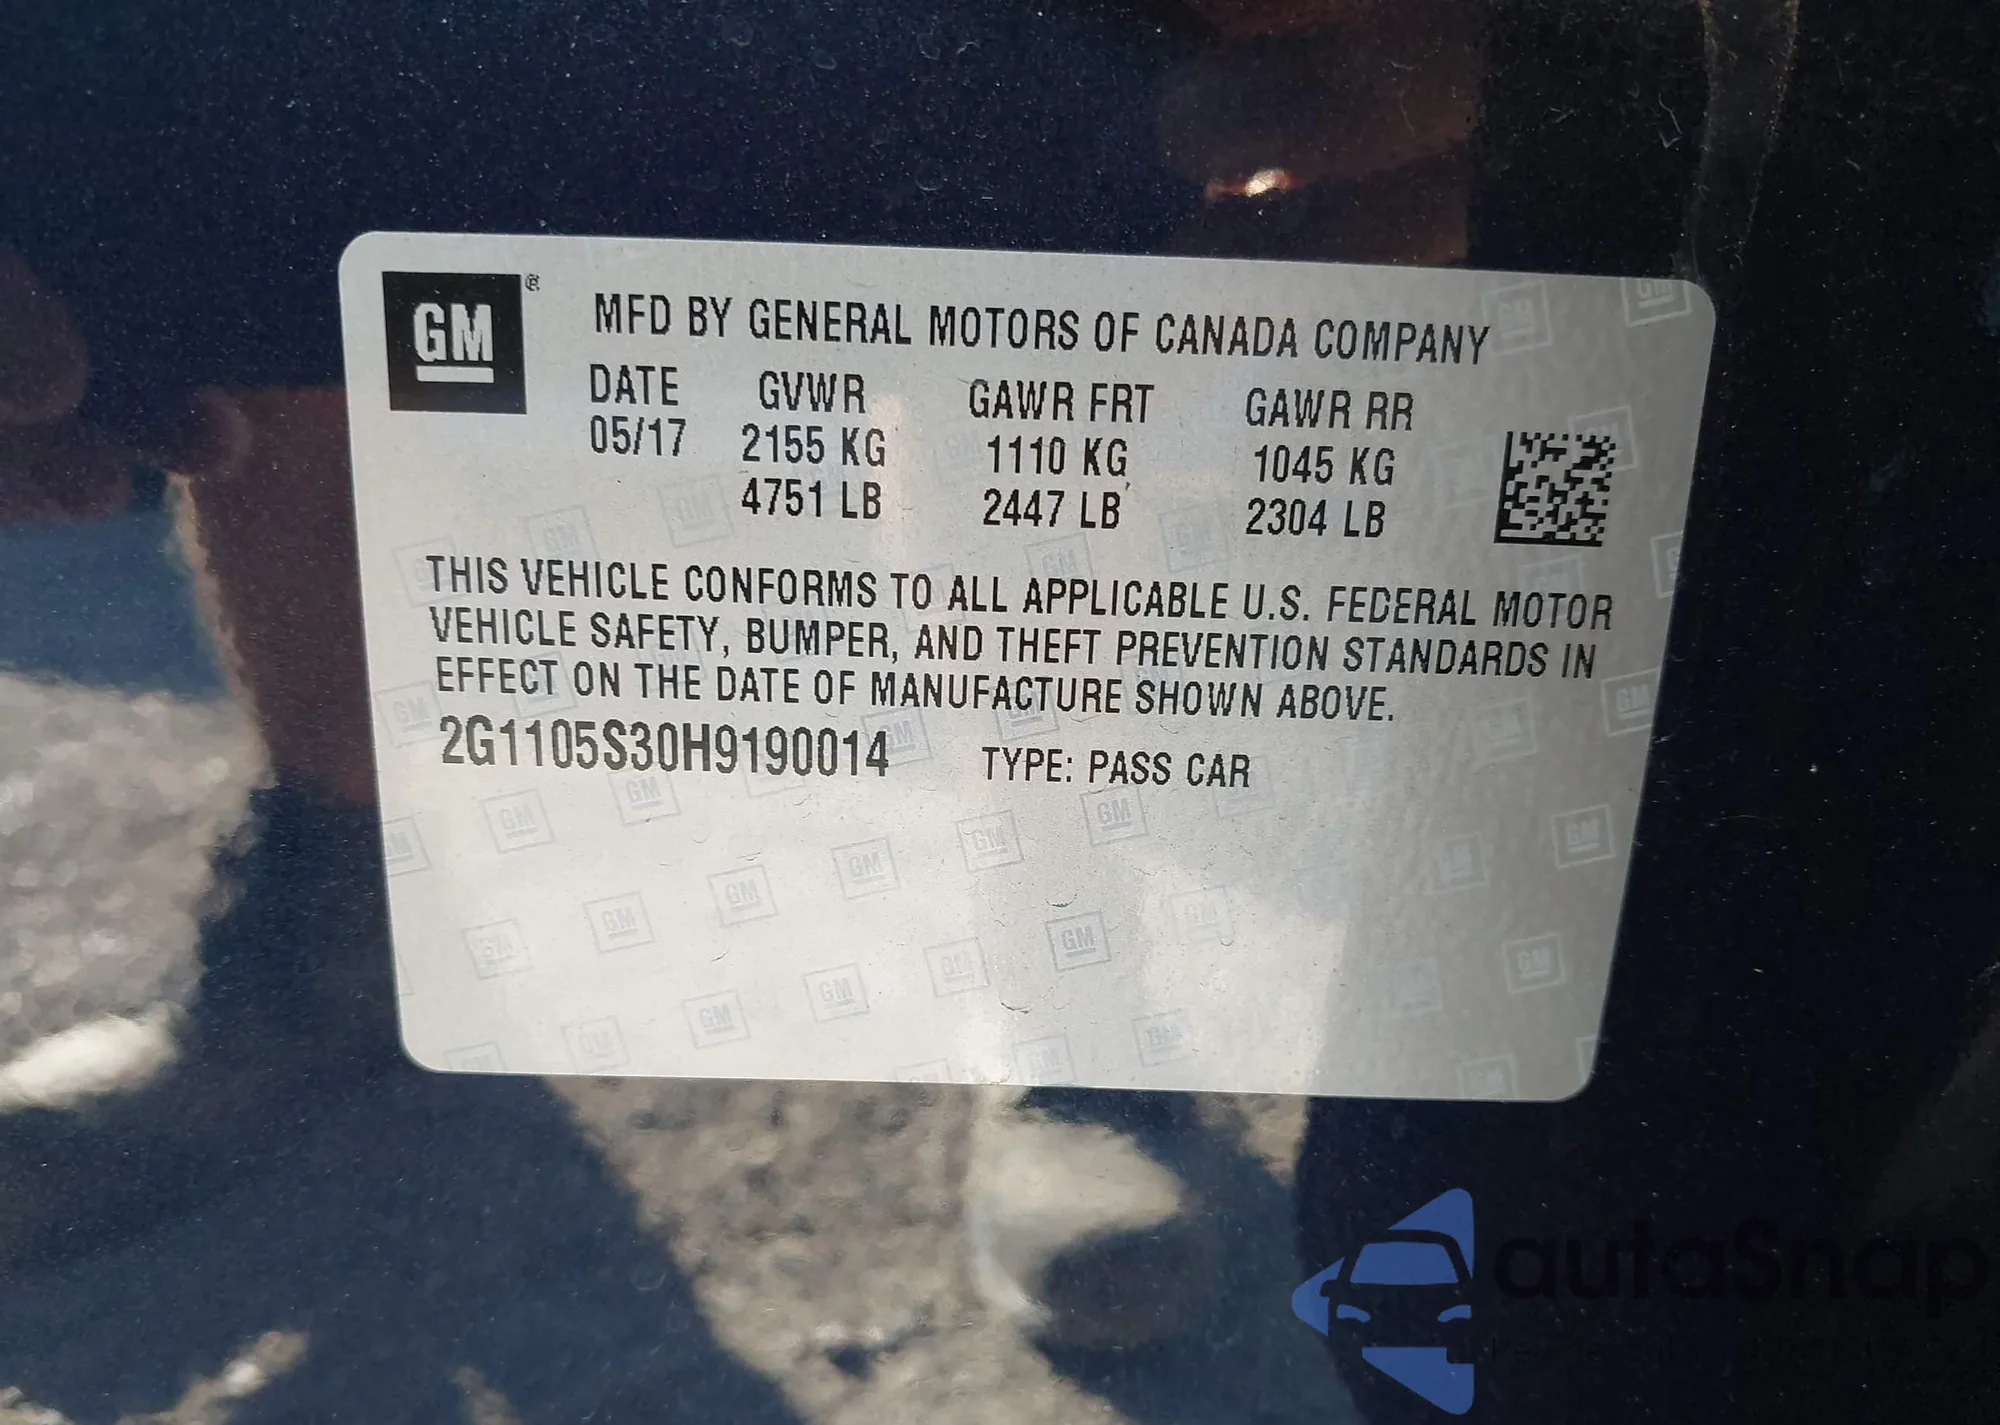 GM ®
MFD BY GENERAL MOTORS OF CANADA COMPANY
DATE GVWR GAWR FRT GAWR RR
05/17 2155 KG 1110 KG 1045 KG
4751 LB 2447 LB 2304 LB
THIS VEHICLE CONFORMS TO ALL APPLICABLE U.S. FEDERAL MOTOR
VEHICLE SAFETY, BUMPER, AND THEFT PREVENTION STANDARDS IN
EFFECT ON THE DATE OF MANUFACTURE SHOWN ABOVE.
2G1105S30H9190014 TYPE: PASS CAR
autaSnap